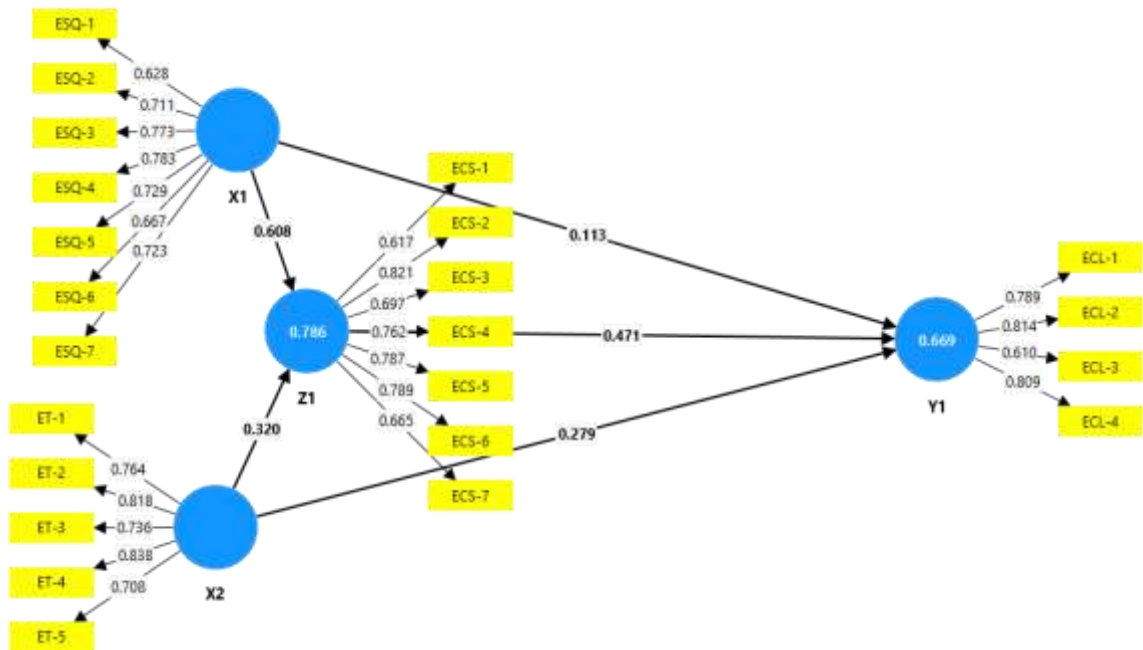 ESQ-1
ESQ-2
ESQ-3
ESQ-4
ESQ-5
ESQ-6
ESQ-7
0.628
0.711
0.773
0.783
0.729
0.667
0.723
X1
0.608
0.113
ECS-1
ECS-2
ECS-3
ECS-4
ECS-5
ECS-6
ECS-7
0.617
0.821
0.697
0.762
0.787
0.789
0.665
0.786
Z1
0.471
0.320
0.279
ET-1
ET-2
ET-3
ET-4
ET-5
0.764
0.818
0.736
0.838
0.708
X2
0.669
Y1
0.789
0.814
0.610
0.809
ECL-1
ECL-2
ECL-3
ECL-4